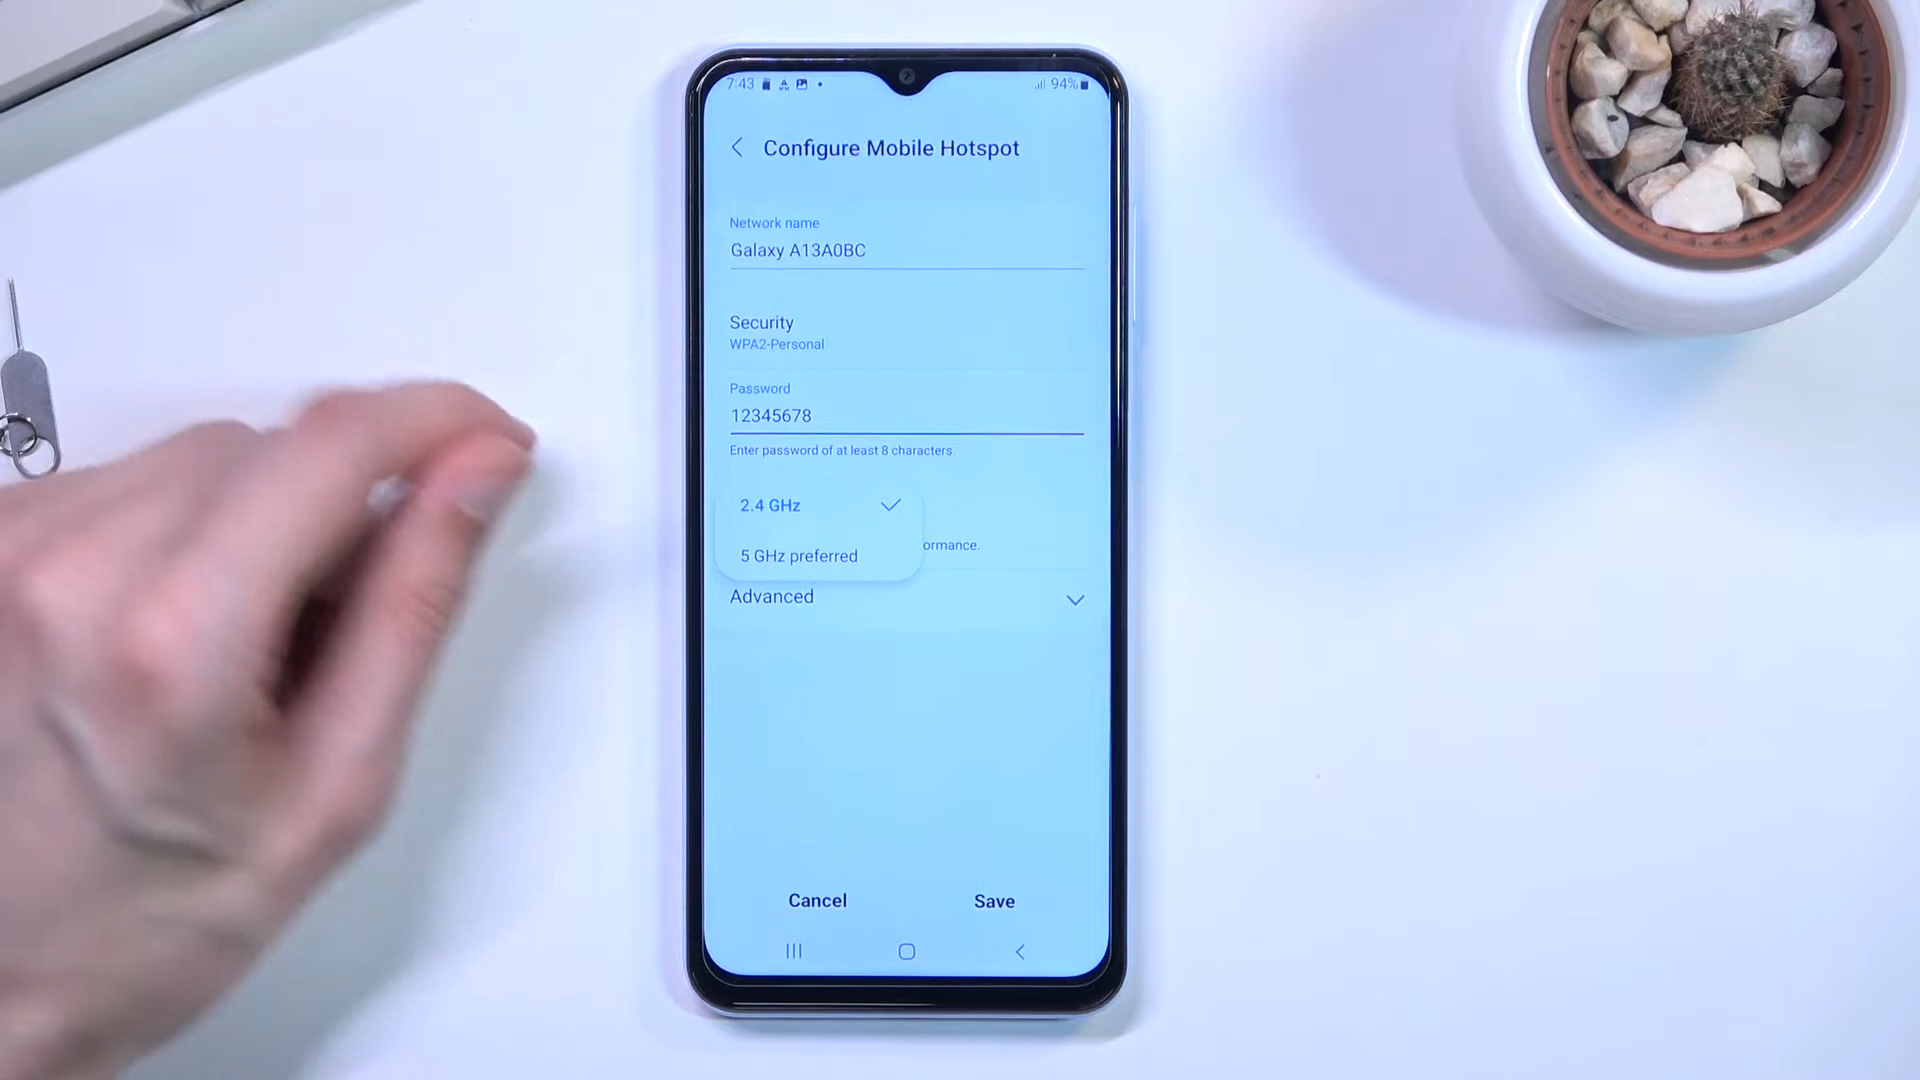 7:43 94%
Configure Mobile Hotspot
Network name
Galaxy A13A0BC
Security
WPA2-Personal
Password
12345678
Enter password of at least 8 characters.
2.4 GHz
ormance.
5 GHz preferred
Advanced
Cancel Save